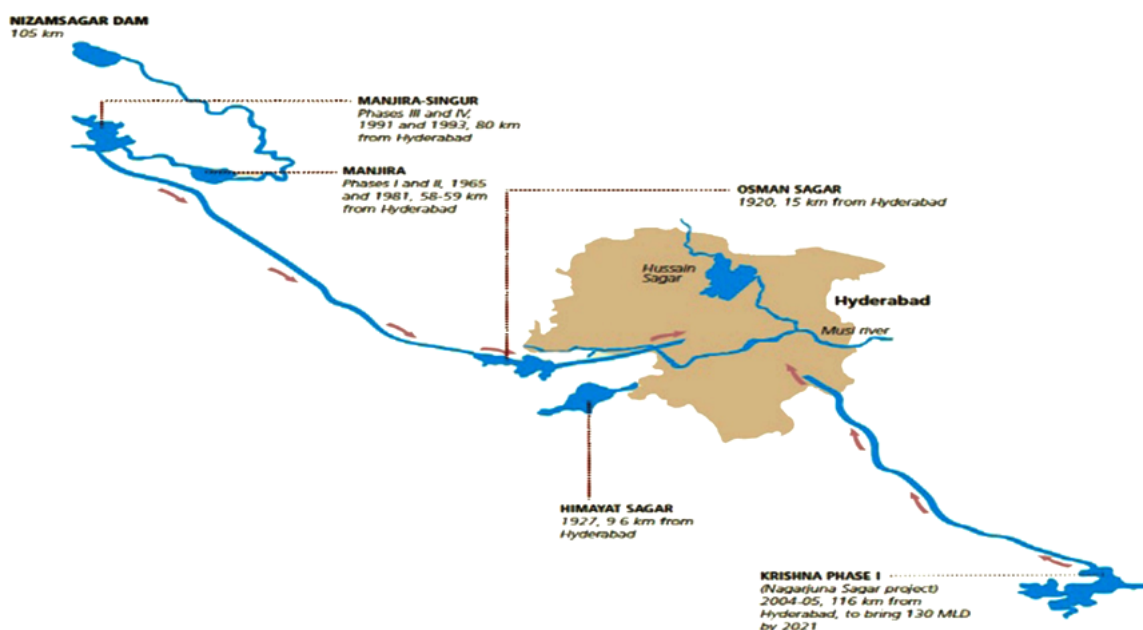 NIZAMSAGAR DAM
105 km
MANJIRA-SINGUR
Phases III and IV,
1991 and 1993, 80 km
from Hyderabad
MANJIRA
Phases I and II, 1965
and 1981, 58-59 km
from Hyderabad
OSMAN SAGAR
1920, 15 km from Hyderabad
Hussain
Sagar
Hyderabad
Musi river
HIMAYAT SAGAR
1927, 9 6 km from
Hyderabad
KRISHNA PHASE I
(Nagarjuna Sagar project)
2004-05, 116 km from
Hyderabad, to bring 130 MLD
by 2021